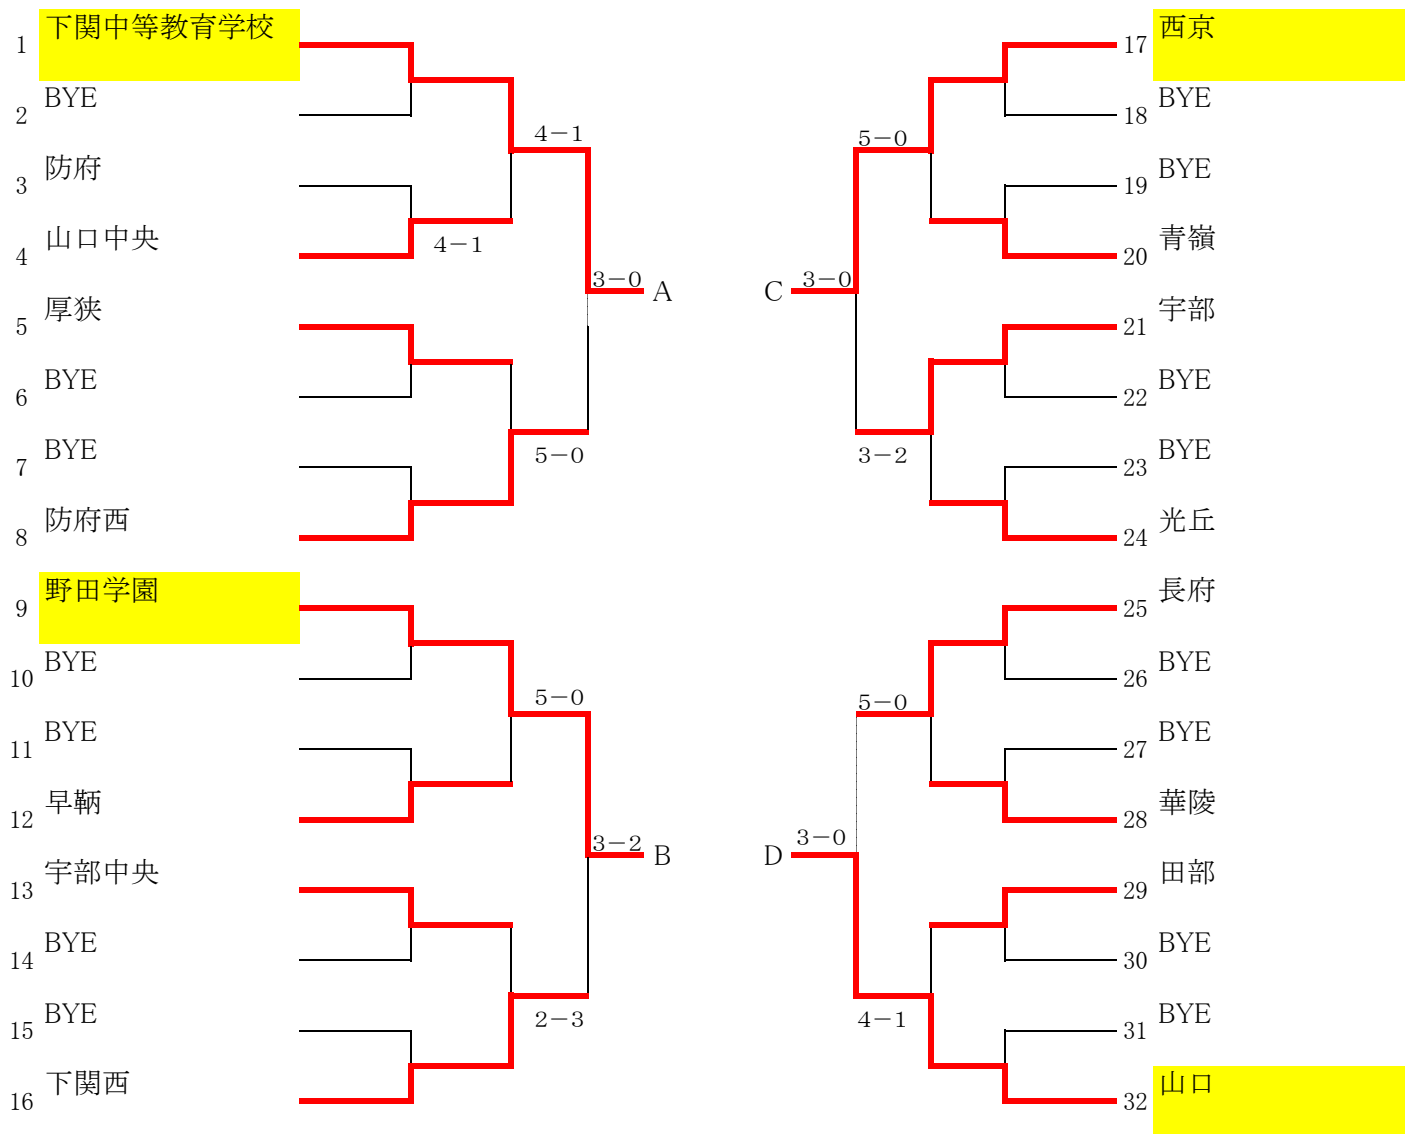 1 下関中等教育学校
2 BYE
4－1
3 防府
4 山口中央
4－1
3－0 A
5 厚狭
6 BYE
7 BYE
5－0
8 防府西
9 野田学園
10 BYE
5－0
11 BYE
12 早鞆
3－2 B
13 宇部中央
14 BYE
15 BYE
2－3
16 下関西
17 西京
18 BYE
5－0
19 BYE
20 青嶺
C 3－0
21 宇部
22 BYE
23 BYE
3－2
24 光丘
25 長府
26 BYE
5－0
27 BYE
28 華陵
D 3－0
29 田部
30 BYE
4－1
31 BYE
32 山口